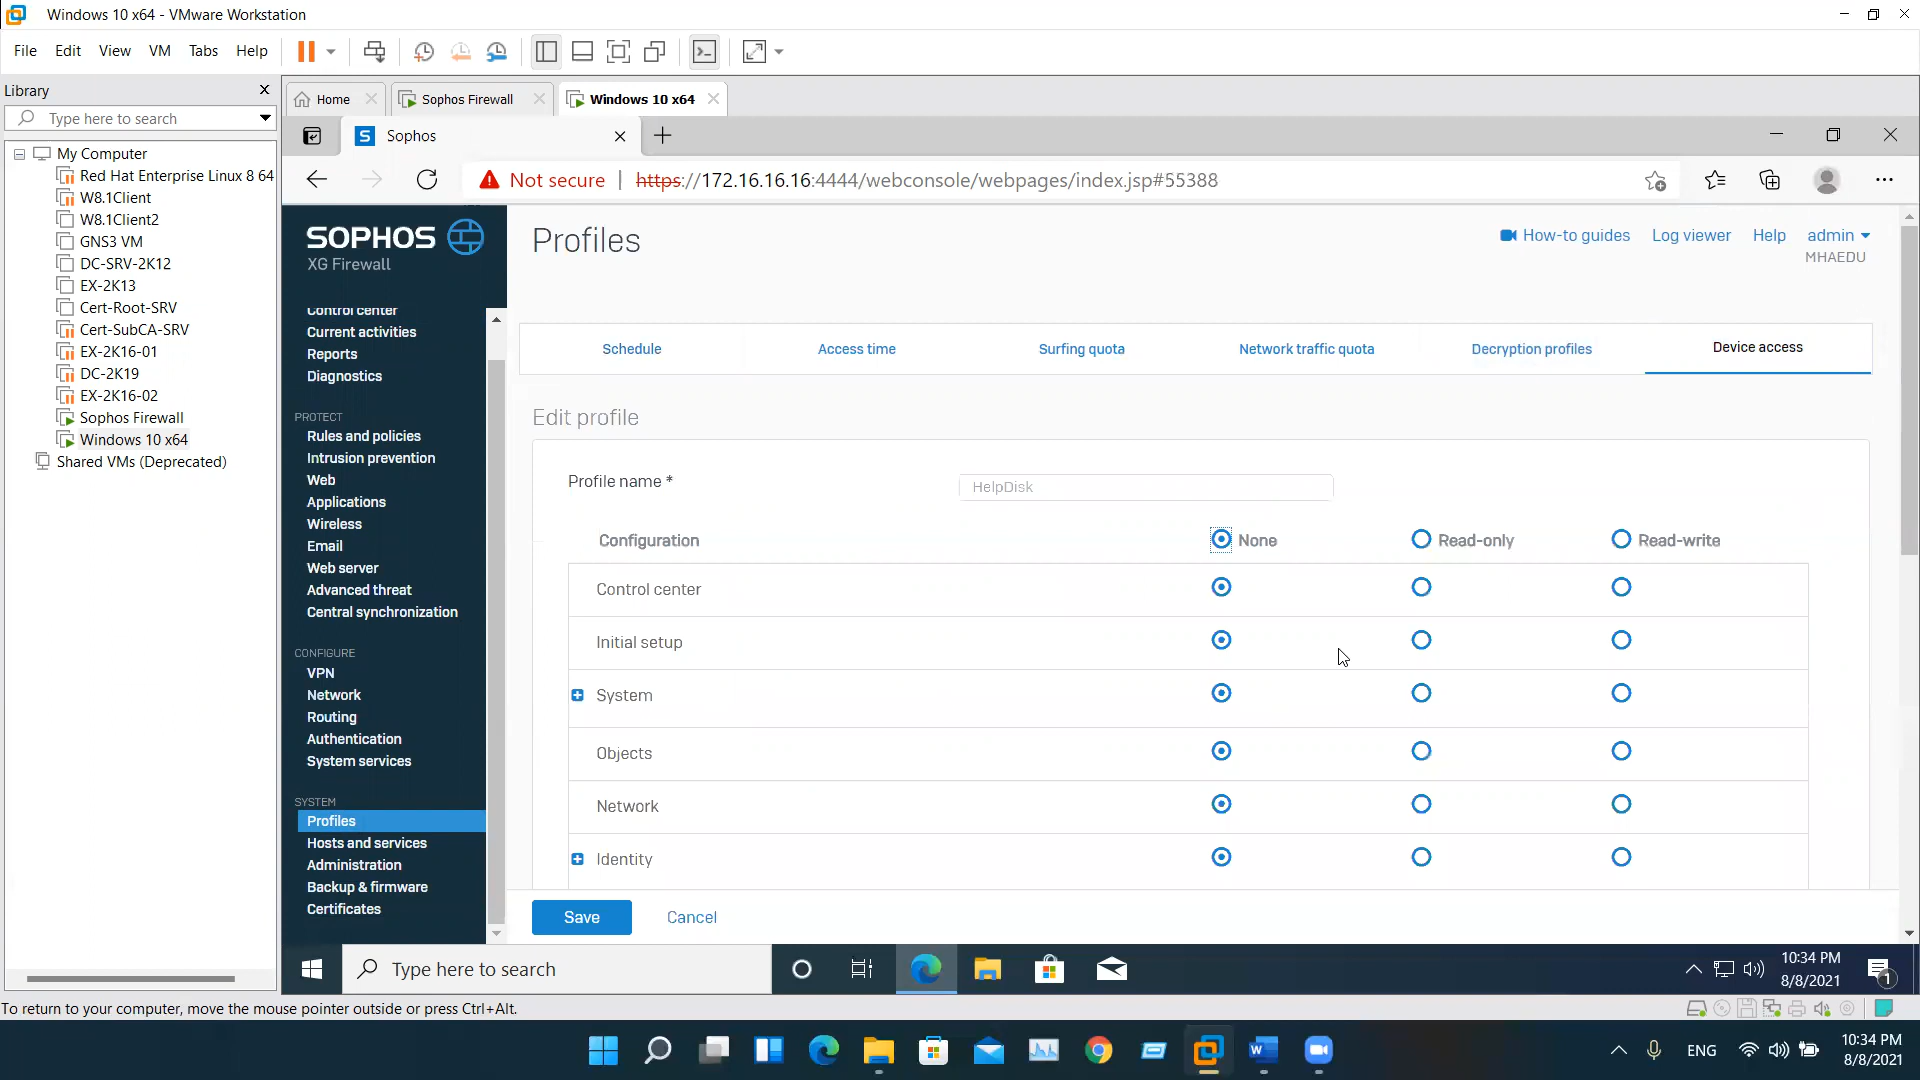 Windows 10 x64 - VMware Workstation
File Edit View VM Tabs Help
Library
Type here to search
My Computer
Red Hat Enterprise Linux 8 64
W8.1Client
W8.1Client2
GNS3 VM
DC-SRV-2K12
EX-2K13
Cert-Root-SRV
Cert-SubCA-SRV
EX-2K16-01
DC-2K19
EX-2K16-02
Sophos Firewall
Windows 10 x64
Shared VMs (Deprecated)
Home Sophos Firewall Windows 10 x64
S Sophos
Not secure | https://172.16.16.16:4444/webconsole/webpages/index.jsp#55388
SOPHOS
XG Firewall
Control center
Current activities
Reports
Diagnostics
PROTECT
Rules and policies
Intrusion prevention
Web
Applications
Wireless
Email
Web server
Advanced threat
Central synchronization
CONFIGURE
VPN
Network
Routing
Authentication
System services
SYSTEM
Profiles
Hosts and services
Administration
Backup & firmware
Certificates
Profiles
How-to guides Log viewer Help admin
MHAEDU
Schedule Access time Surfing quota Network traffic quota Decryption profiles Device access
Edit profile
Profile name * HelpDisk
Configuration None Read-only Read-write
Control center
Initial setup
System
Objects
Network
Identity
Save Cancel
Type here to search
10:34 PM
8/8/2021
1
To return to your computer, move the mouse pointer outside or press Ctrl+Alt.
ENG
10:34 PM
8/8/2021